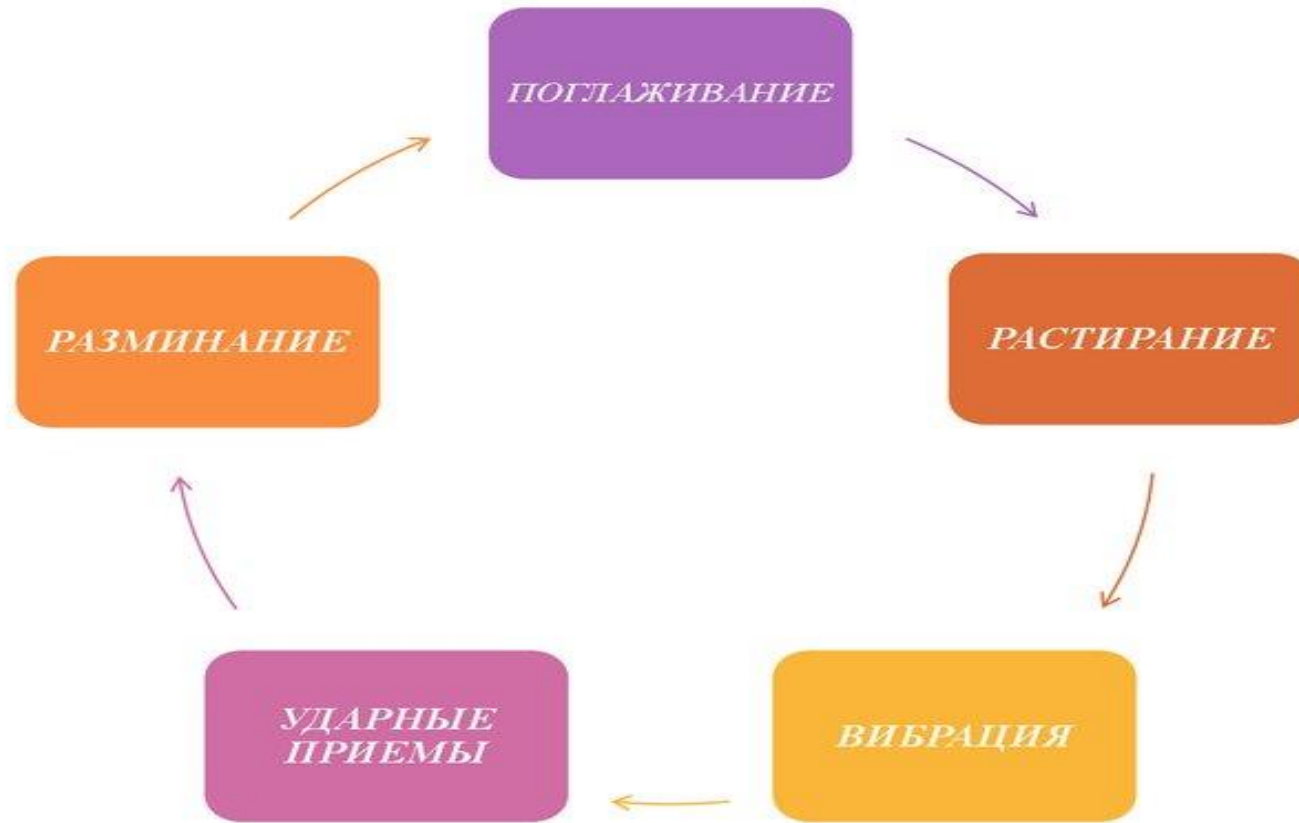 ПОГЛАЖИВАНИЕ
РАСТИРАНИЕ
ВИБРАЦИЯ
УДАРНЫЕ
ПРИЕМЫ
РАЗМИНАНИЕ